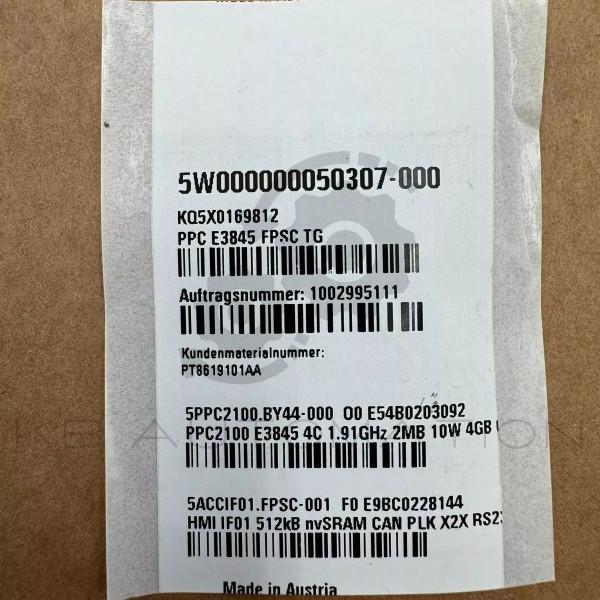 5W000000050307-000
KQ5X0169812
PPC E3845 FPSC TG
Auftragsnummer: 1002995111
Kundenmaterialnummer:
PT8619101AA
5PPC2100.BY44-000 O0 E54B0203092
PPC2100 E3845 4C 1.91GHz 2MB 10W 4GB
5ACCIF01.FPSC-001 F0 E9BC0228144
HMI IF01 512kB nvSRAM CAN PLK X2X RS23
Made in Austria